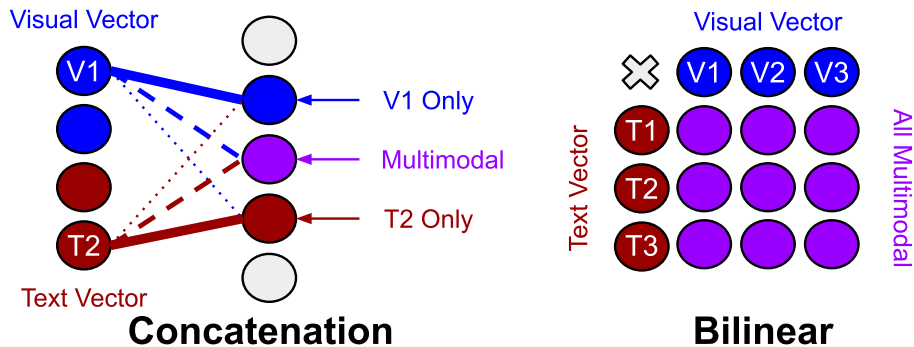 Visual Vector
V1
V1 Only
Multimodal
T2 Only
T2
Text Vector
Concatenation
Visual Vector
V1 V2 V3
T1
T2
T3
Text Vector
All Multimodal
Bilinear